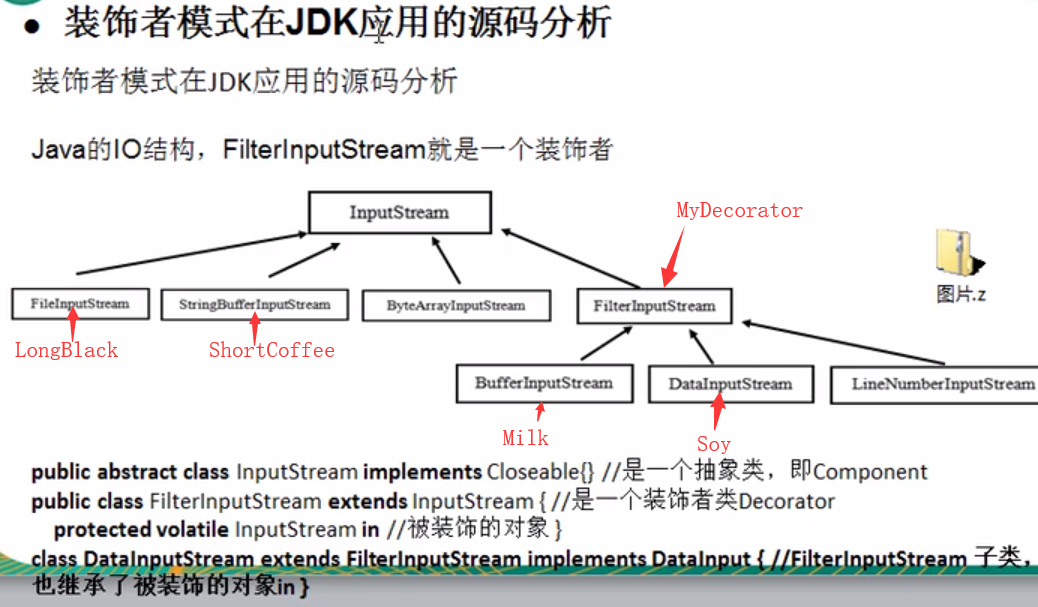 ● 装饰者模式在JDK应用的源码分析
装饰者模式在JDK应用的源码分析
Java的IO结构，FilterInputStream就是一个装饰者
MyDecorator
InputStream
图片.z
FileInputStream
StringBufferInputStream
ByteArrayInputStream
FilterInputStream
LongBlack
ShortCoffee
BufferInputStream
DataInputStream
LineNumberInputStream
Milk
Soy
public abstract class InputStream implements Closeable{} //是一个抽象类，即Component
public class FilterInputStream extends InputStream { //是一个装饰者类Decorator
protected volatile InputStream in //被装饰的对象 }
class DataInputStream extends FilterInputStream implements DataInput { //FilterInputStream 子类，
也继承了被装饰的对象in }